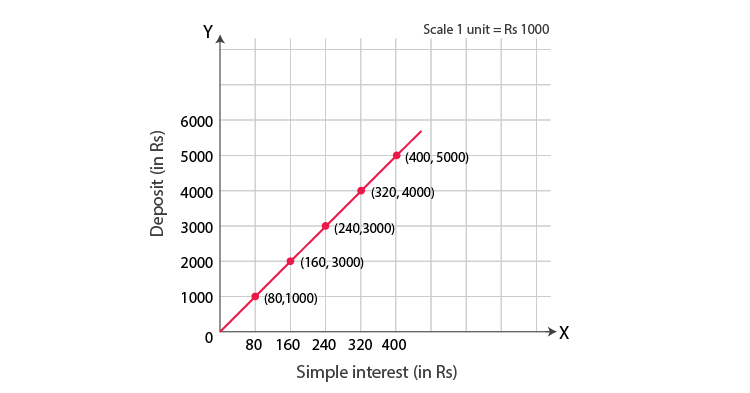 Y
Scale 1 unit = Rs 1000
6000
5000
4000
3000
2000
1000
0
Deposit (in Rs)
(400, 5000)
(320, 4000)
(240,3000)
(160, 3000)
(80,1000)
X
80 160 240 320 400
Simple interest (in Rs)